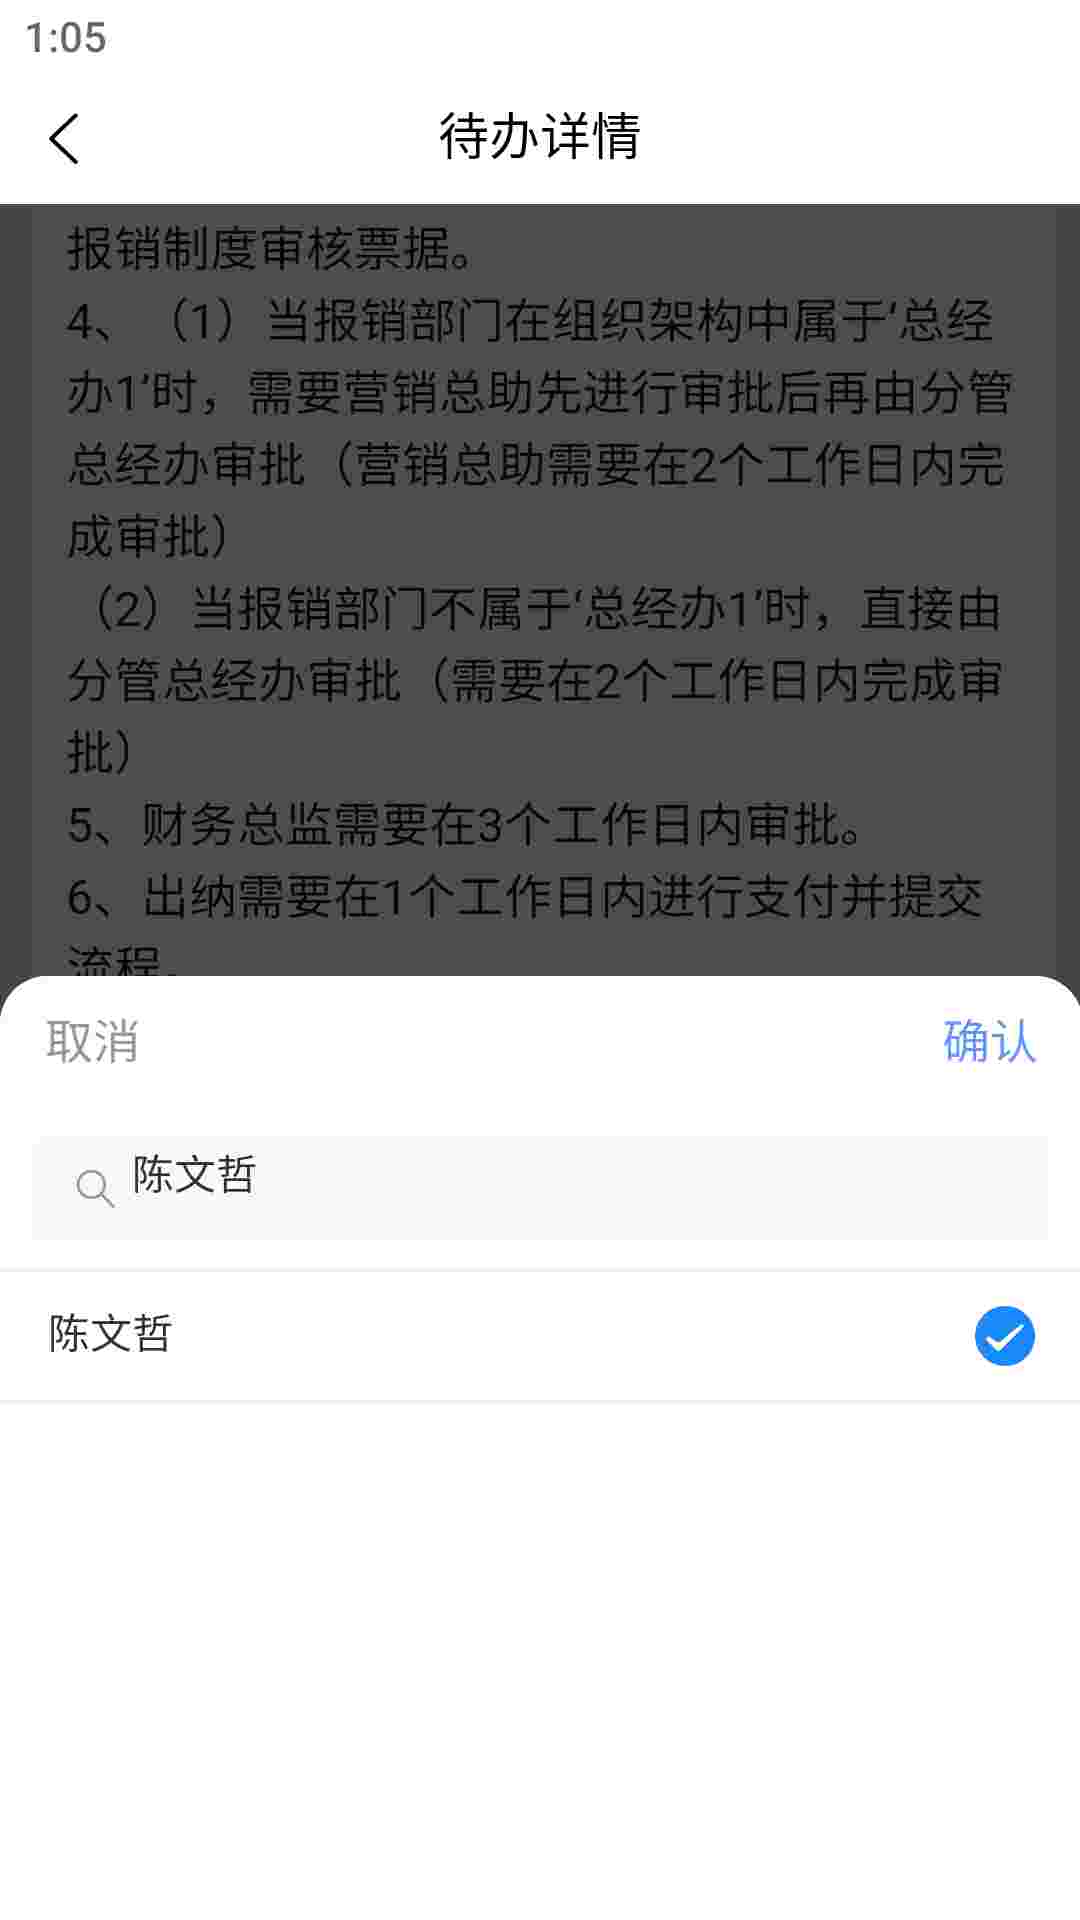 1:05
待办详情
报销制度审核票据。
4、（1）当报销部门在组织架构中属于‘总经
办1’时，需要营销总助先进行审批后再由分管
总经办审批（营销总助需要在2个工作日内完
成审批）
（2）当报销部门不属于‘总经办1’时，直接由
分管总经办审批（需要在2个工作日内完成审
批）
5、财务总监需要在3个工作日内审批。
6、出纳需要在1个工作日内进行支付并提交
流程。
取消
确认
陈文哲
陈文哲